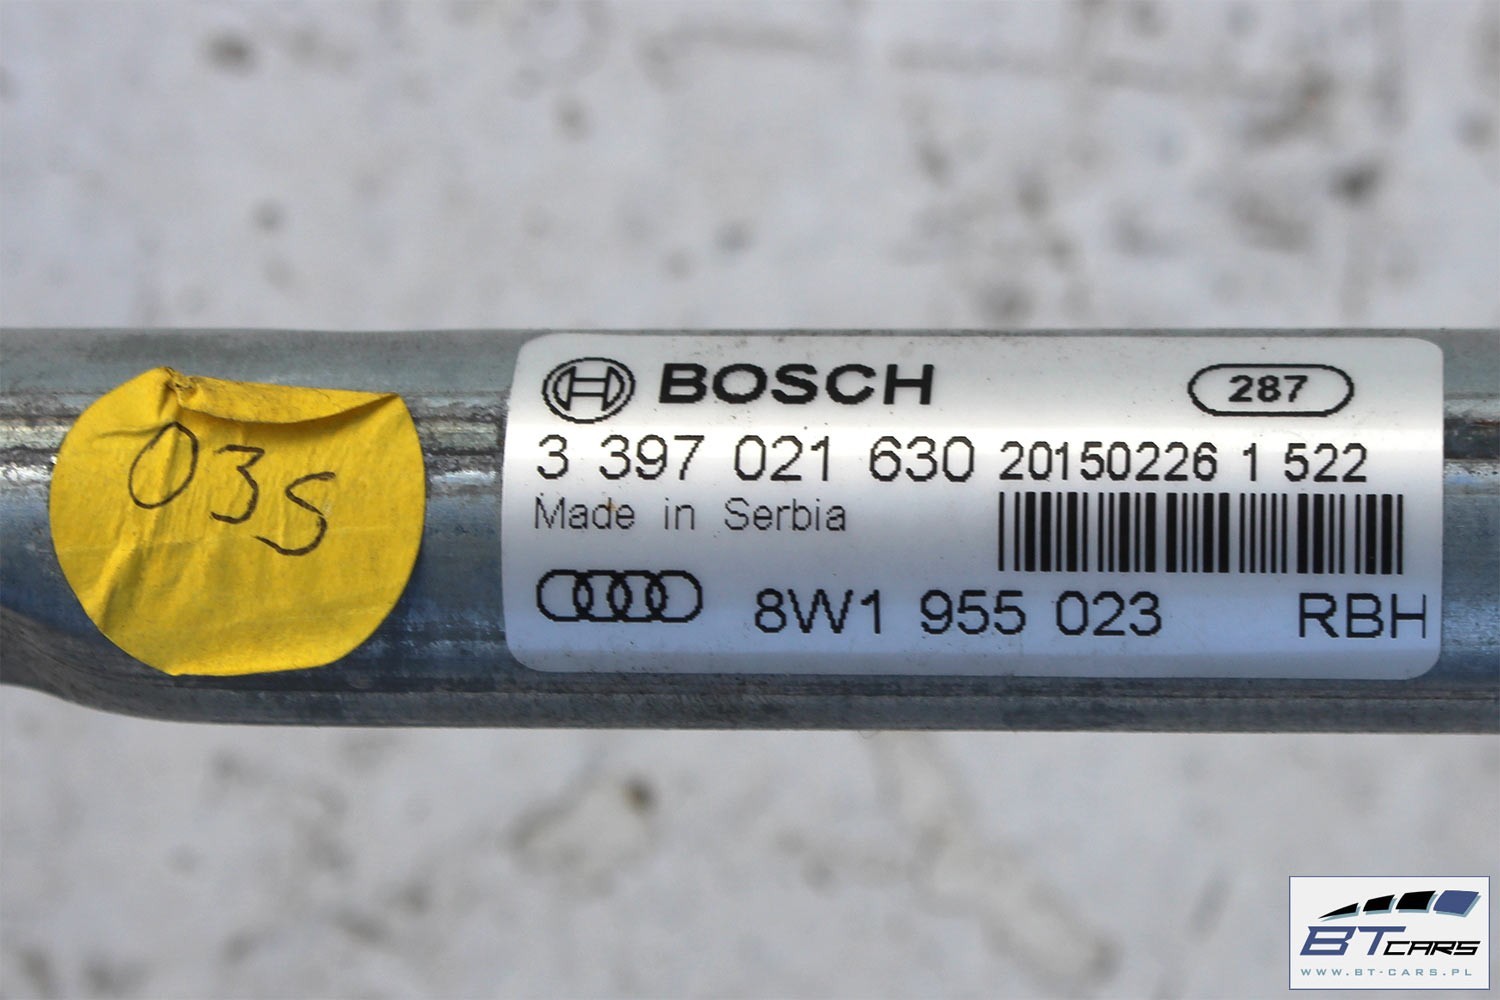 03S
BOSCH 287
3 397 021 630 20150226 1 522
Made in Serbia
8W1 955 023 RBH
BTCARS
WWW.BT-CARS.PL